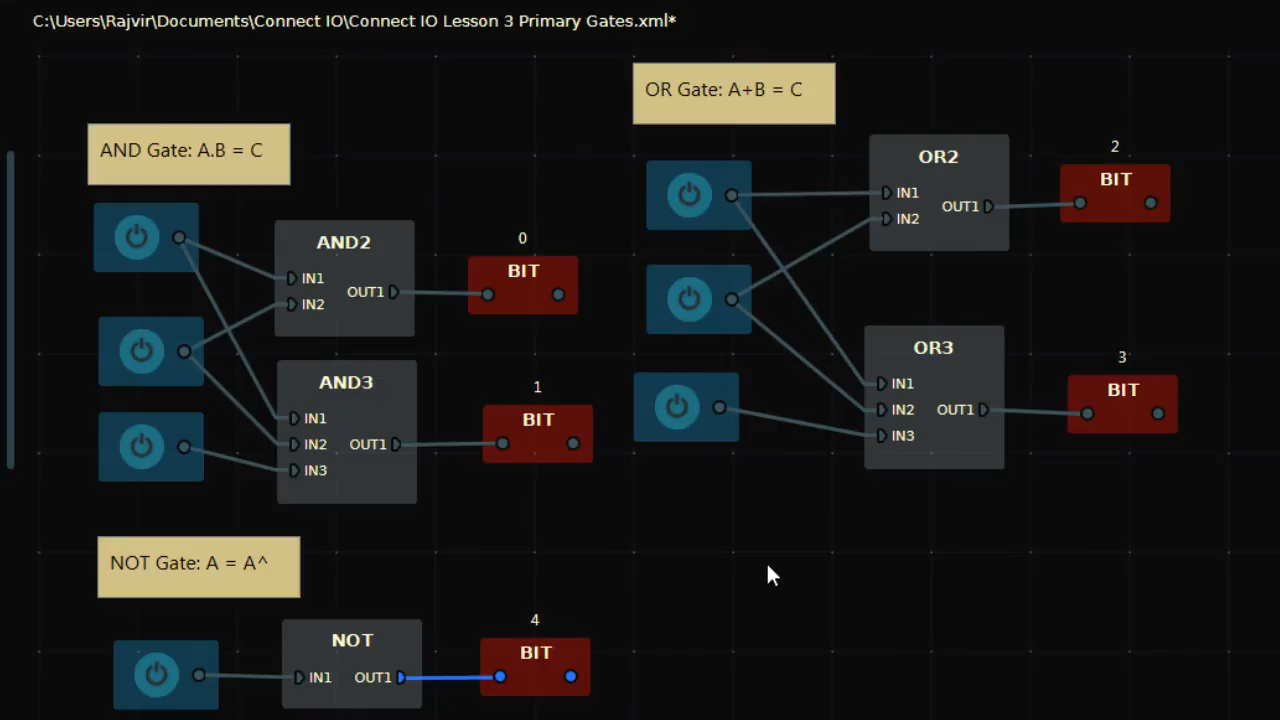 C:\Users\Rajvir\Documents\Connect IO\Connect IO Lesson 3 Primary Gates.xml*
AND Gate: A.B = C
AND2
IN1
IN2
OUT1
0
BIT
AND3
IN1
IN2
IN3
OUT1
1
BIT
NOT Gate: A = A^
NOT
IN1
OUT1
4
BIT
OR Gate: A+B = C
OR2
IN1
IN2
OUT1
2
BIT
OR3
IN1
IN2
IN3
OUT1
3
BIT